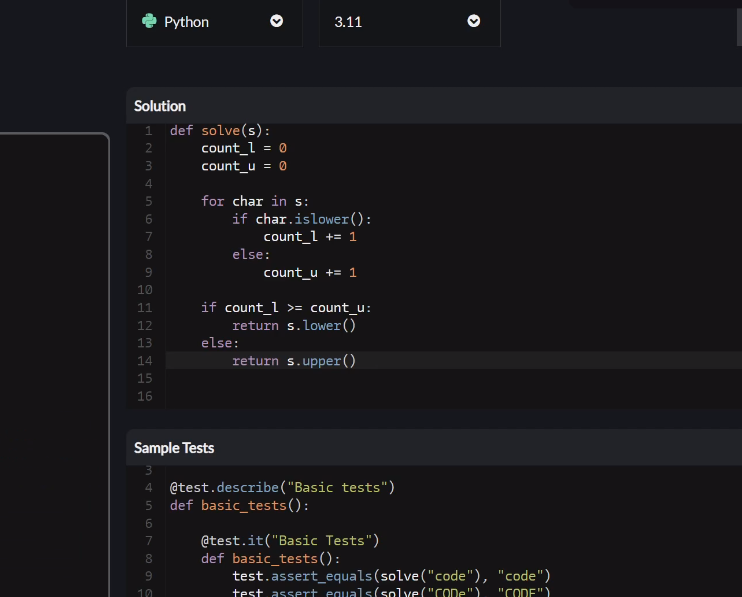 Python
3.11
Solution
1 def solve(s):
2     count_l = 0
3     count_u = 0
4
5     for char in s:
6         if char.islower():
7             count_l += 1
8         else:
9             count_u += 1
10
11     if count_l >= count_u:
12         return s.lower()
13     else:
14         return s.upper()
15
16
Sample Tests
3
4 @test.describe("Basic tests")
5 def basic_tests():
6
7     @test.it("Basic Tests")
8     def basic_tests():
9         test.assert_equals(solve("code"), "code")
10         test.assert_equals(solve("CODe"), "CODE")